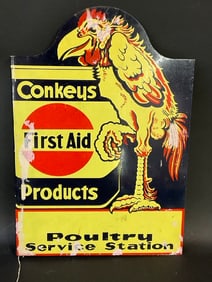 Conkeys
First Aid
Products
Poultry
Service Station